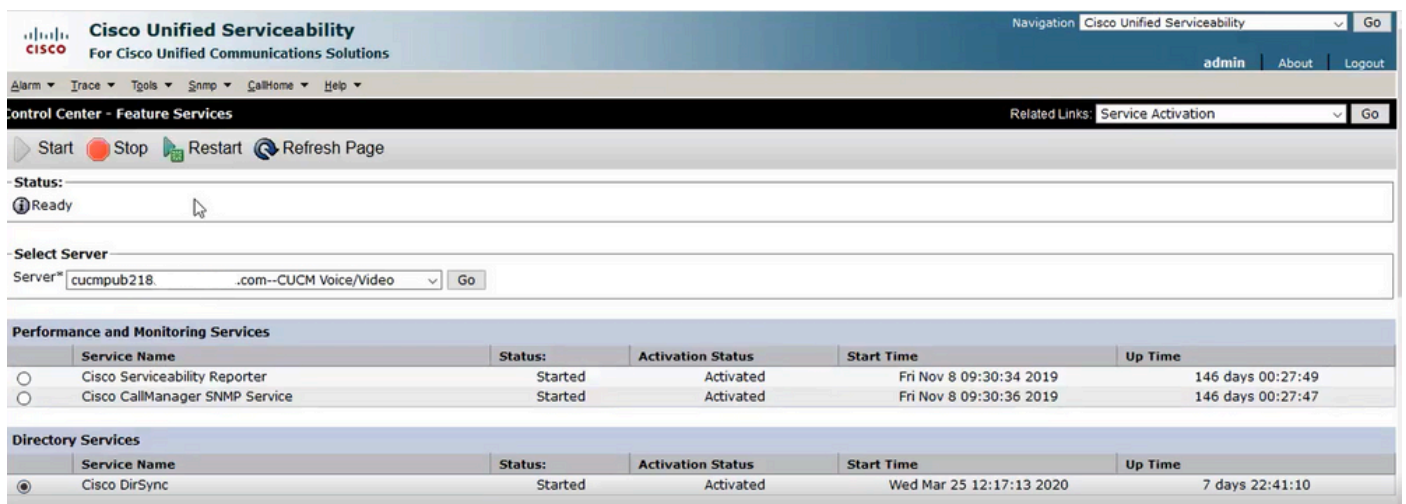 Cisco Unified Serviceability Navigation Cisco Unified Serviceability Go
CISCO For Cisco Unified Communications Solutions
admin About Logout
Alarm Trace Tools Snmp CallHome Help
Control Center - Feature Services Related Links: Service Activation Go
Start Stop Restart Refresh Page
Status:
Ready
Select Server
Server* cucmpub218. .com--CUCM Voice/Video Go
Performance and Monitoring Services
Service Name Status: Activation Status Start Time Up Time
Cisco Serviceability Reporter Started Activated Fri Nov 8 09:30:34 2019 146 days 00:27:49
Cisco CallManager SNMP Service Started Activated Fri Nov 8 09:30:36 2019 146 days 00:27:47
Directory Services
Service Name Status: Activation Status Start Time Up Time
Cisco DirSync Started Activated Wed Mar 25 12:17:13 2020 7 days 22:41:10